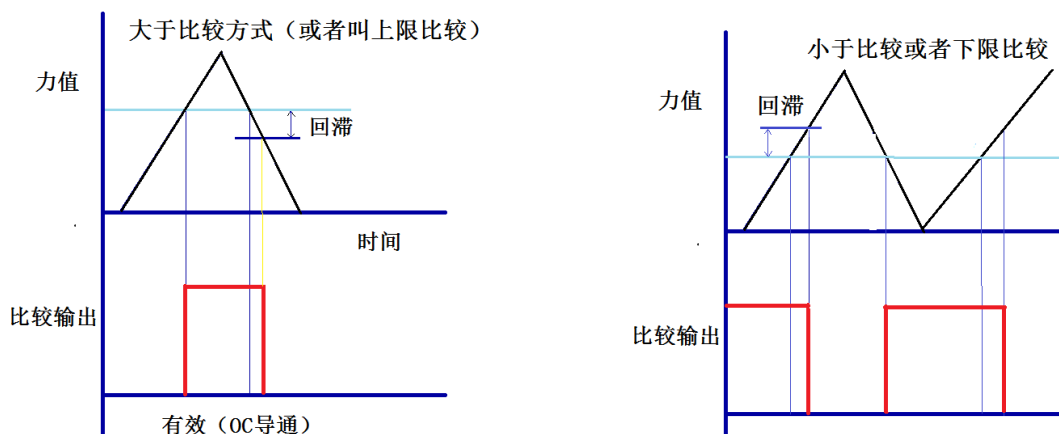 大于比较方式（或者叫上限比较）
力值
回滞
时间
比较输出
有效（OC导通）
小于比较或者下限比较
力值
回滞
比较输出